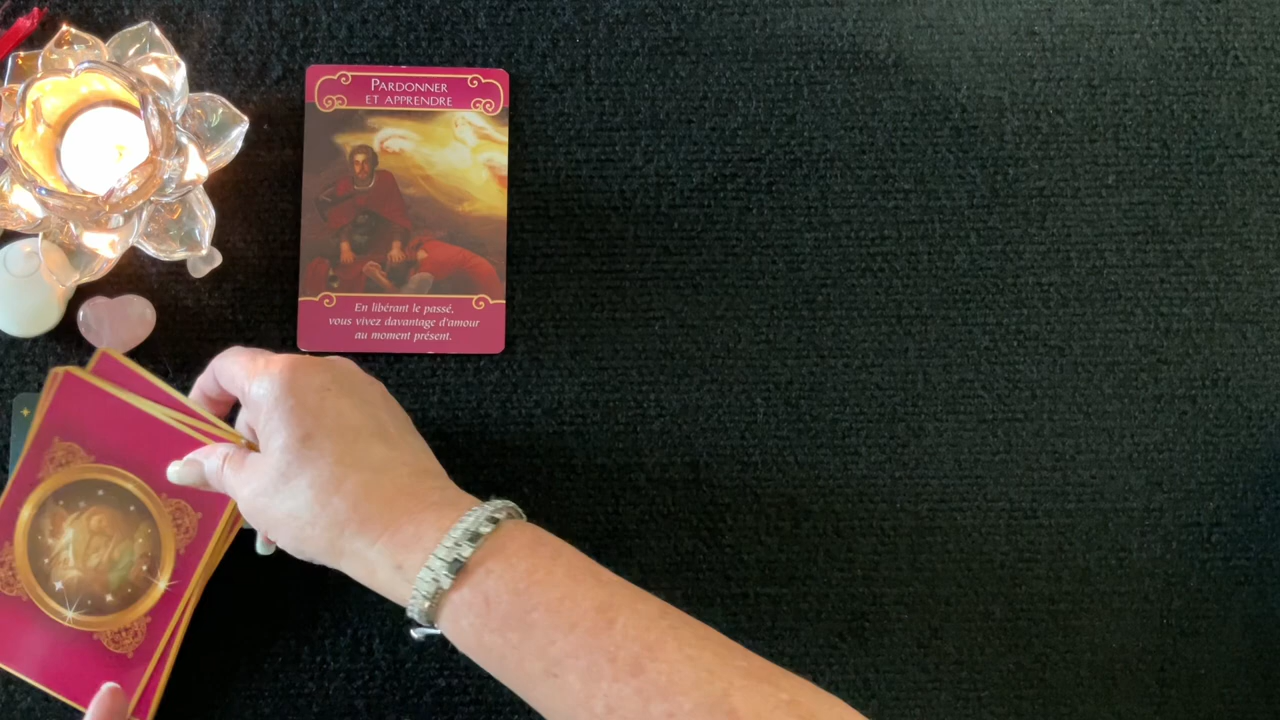 PARDONNER
ET APPRENDRE
En libérant le passé,
vous vivez davantage d'amour
au moment présent.